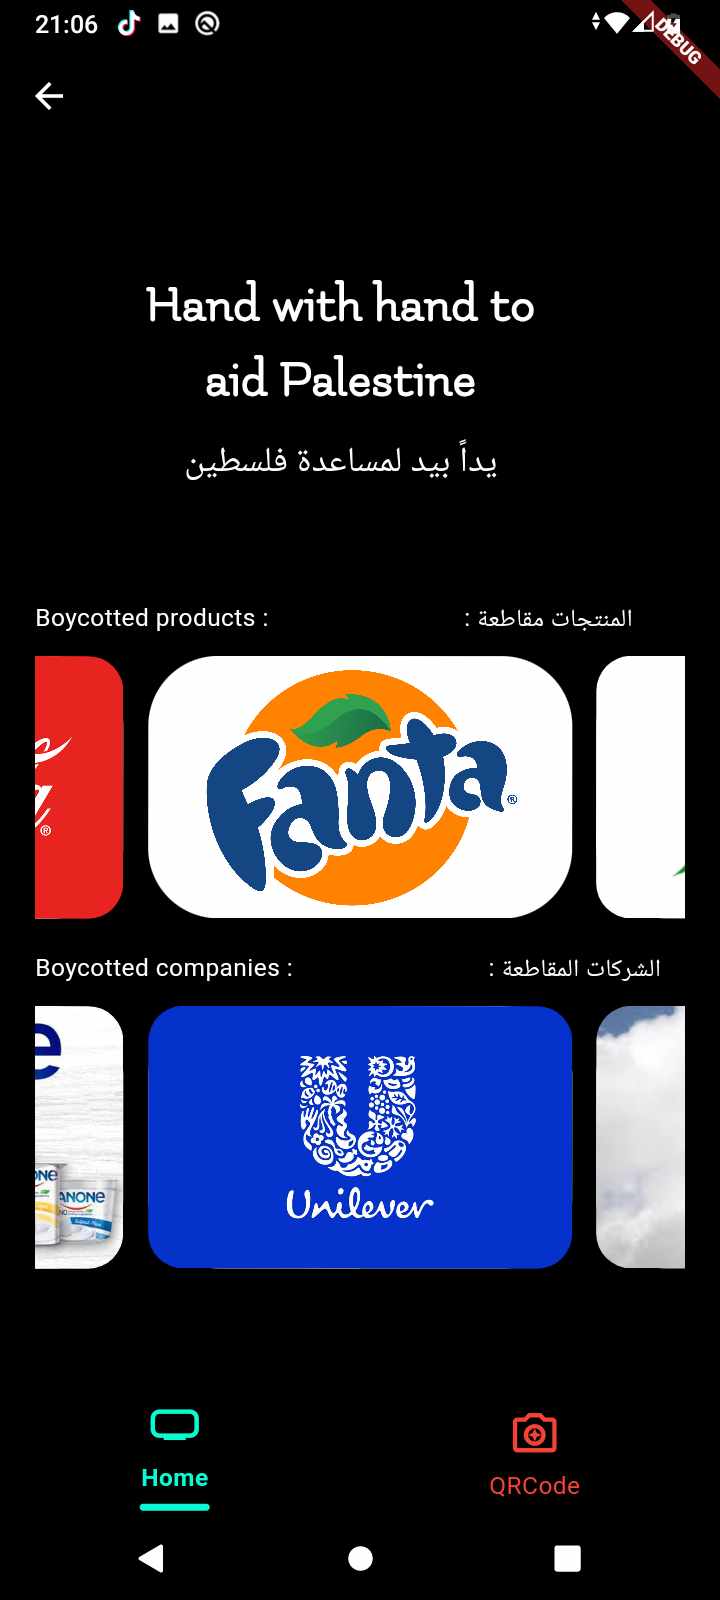 21:06
DEBUG
Hand with hand to
aid Palestine
يداً بيد لمساعدة فلسطين
Boycotted products :
المنتجات مقاطعة :
Fanta
®
®
Boycotted companies :
الشركات المقاطعة :
e
ONE
ANONE
Unilever
Home
QRCode